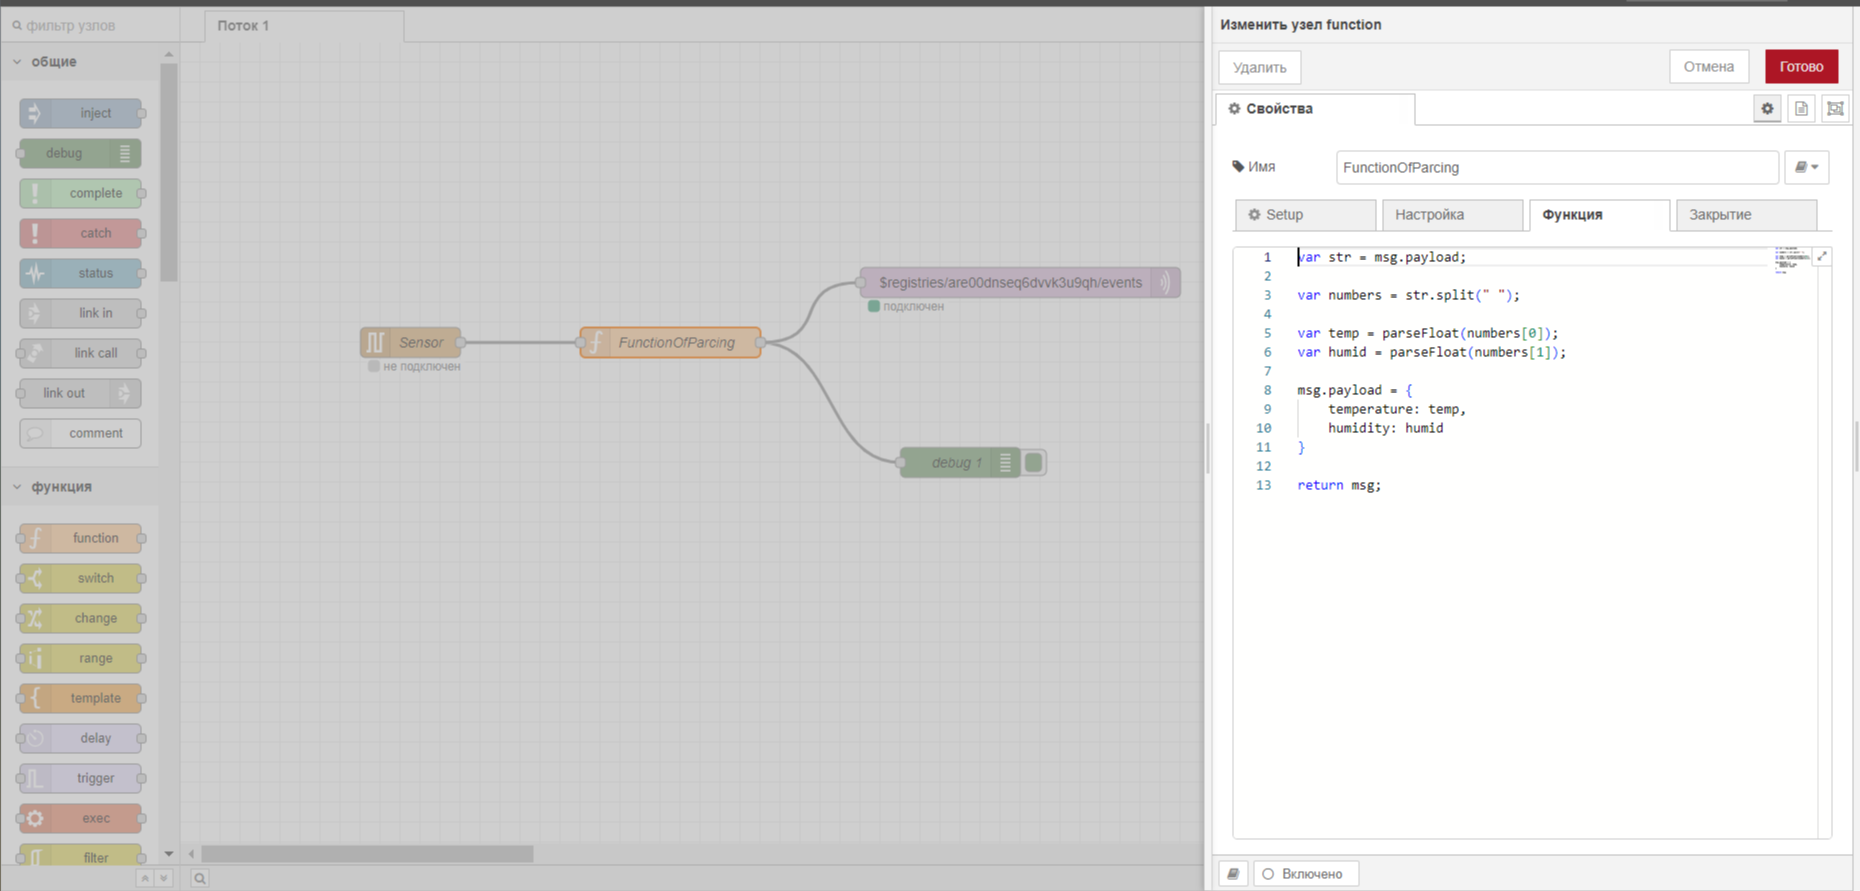 фильтр узлов
общие
inject
debug
complete
catch
status
link in
link call
link out
comment
функция
function
switch
change
range
template
delay
trigger
exec
filter
Поток 1
Sensor
не подключен
FunctionOfParcing
$registries/are00dnseq6dvvk3u9qh/events
подключен
debug 1
Изменить узел function
Удалить
Отмена
Готово
Свойства
Имя
FunctionOfParcing
Setup
Настройка
Функция
Закрытие
1 var str = msg.payload;
2
3 var numbers = str.split(" ");
4
5 var temp = parseFloat(numbers[0]);
6 var humid = parseFloat(numbers[1]);
7
8 msg.payload = {
9 temperature: temp,
10 humidity: humid
11 }
12
13 return msg;
Включено